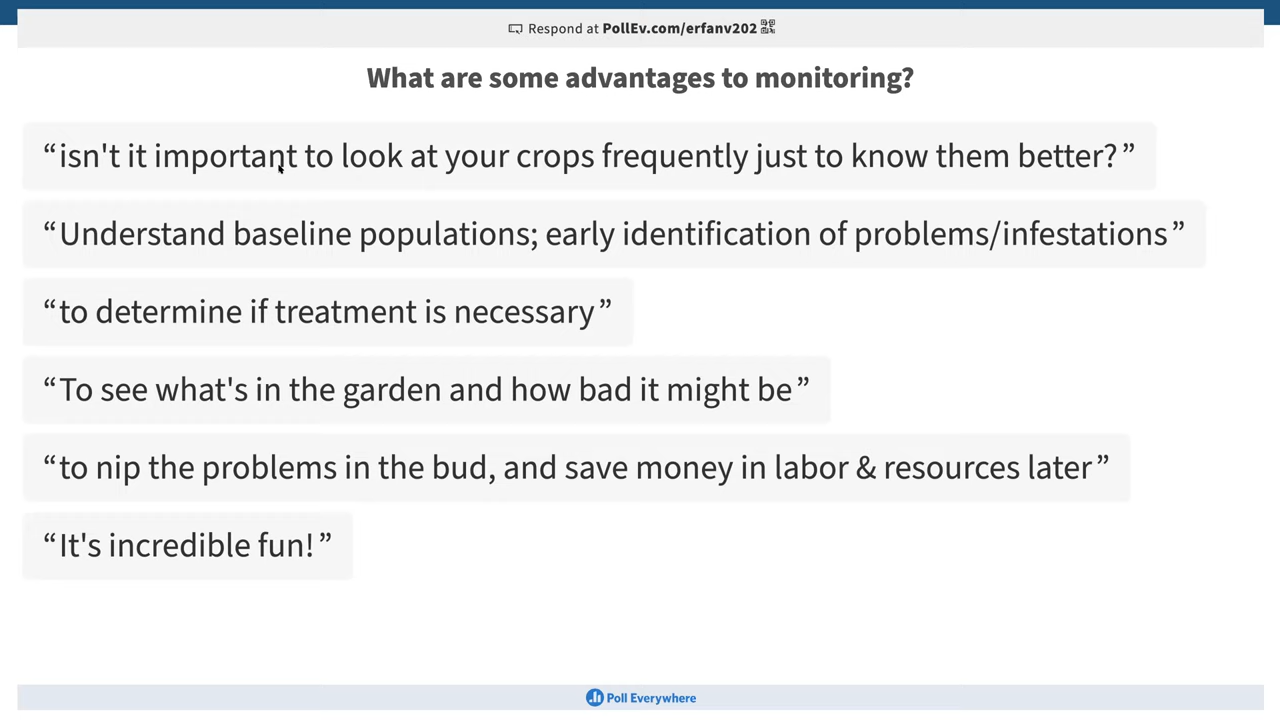 Respond at PollEv.com/erfanv202
What are some advantages to monitoring?
“isn't it important to look at your crops frequently just to know them better?”
“Understand baseline populations; early identification of problems/infestations”
“to determine if treatment is necessary”
“To see what's in the garden and how bad it might be”
“to nip the problems in the bud, and save money in labor & resources later”
“It's incredible fun!”
Poll Everywhere